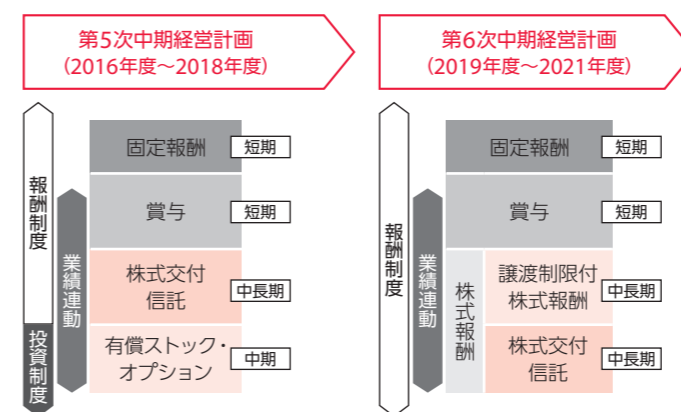 第5次中期経営計画
（2016年度～2018年度）
報酬制度
投資制度
業績連動
固定報酬
短期
賞与
短期
株式交付
信託
中長期
有償ストック・
オプション
中期
第6次中期経営計画
（2019年度～2021年度）
報酬制度
業績連動
固定報酬
短期
賞与
短期
株式報酬
譲渡制限付
株式報酬
中長期
株式交付
信託
中長期